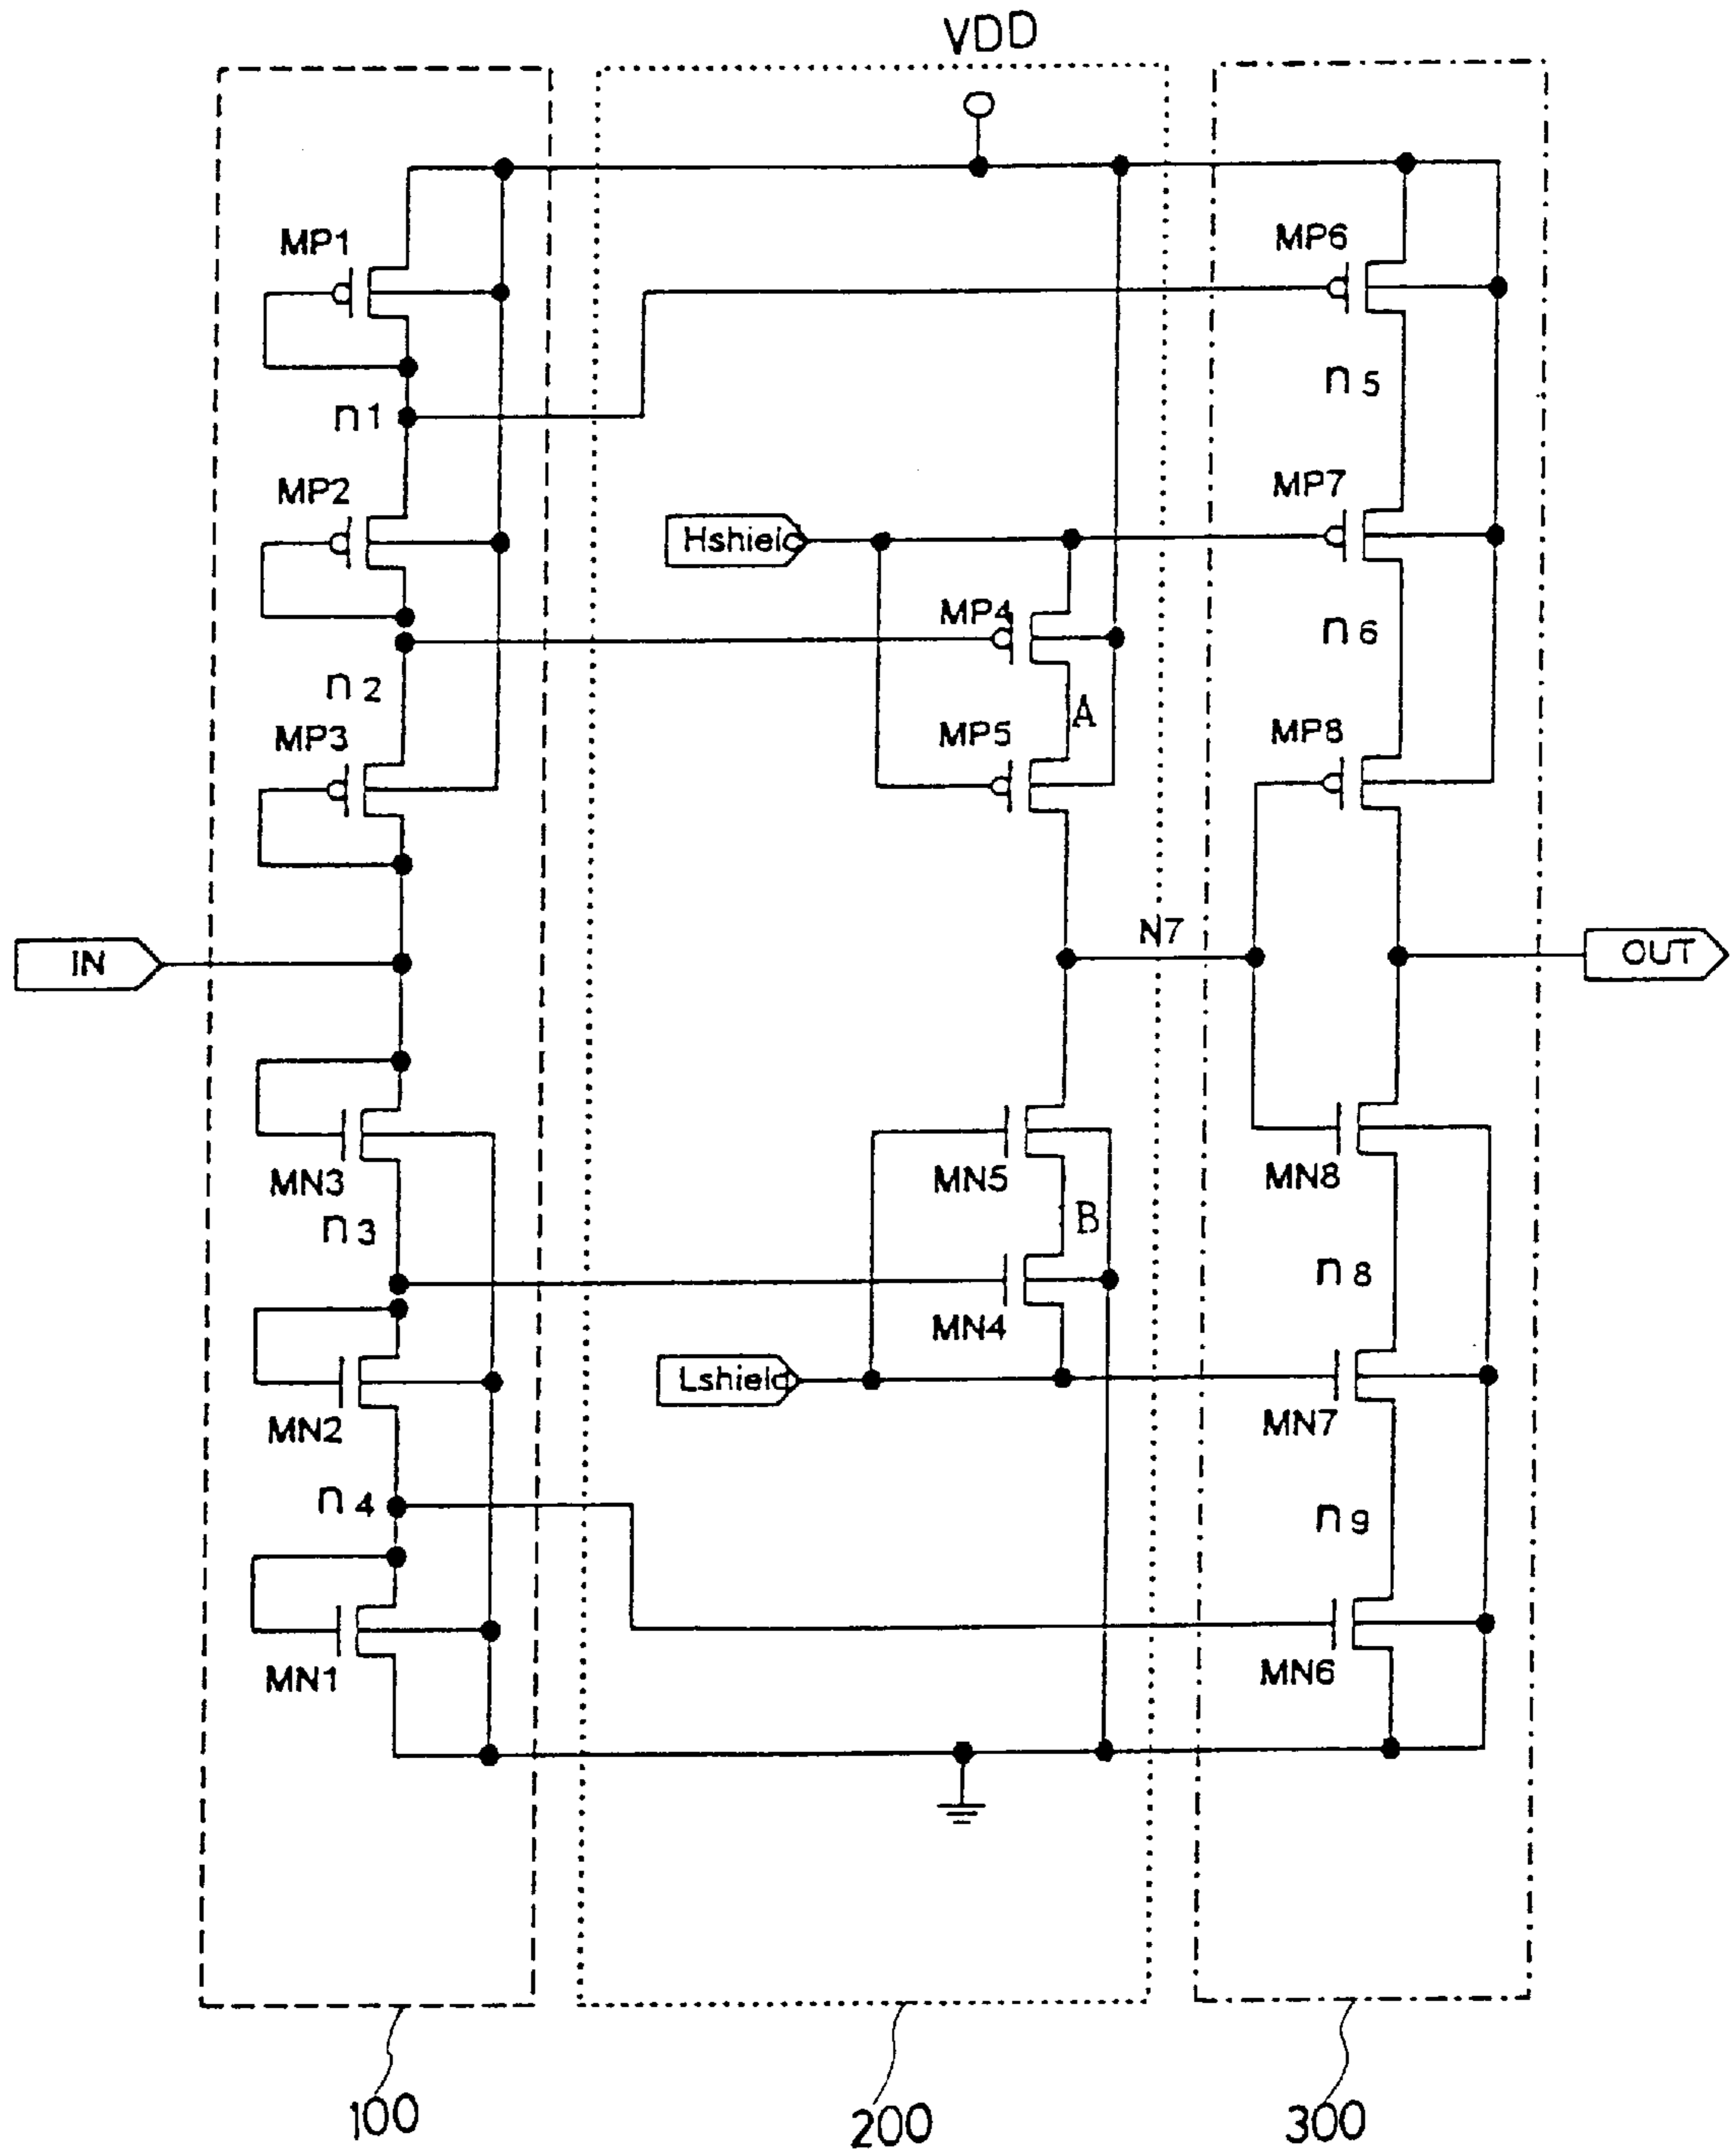 VDD
MP1
MP6
n1
n5
MP2
MP7
Hshield
MP4
n6
n2
A
MP3
MP5
MP8
N7
IN
OUT
MN3
MN5
MN8
n3
B
n8
MN4
Lshield
MN2
MN7
n4
n9
MN1
MN6
100
200
300